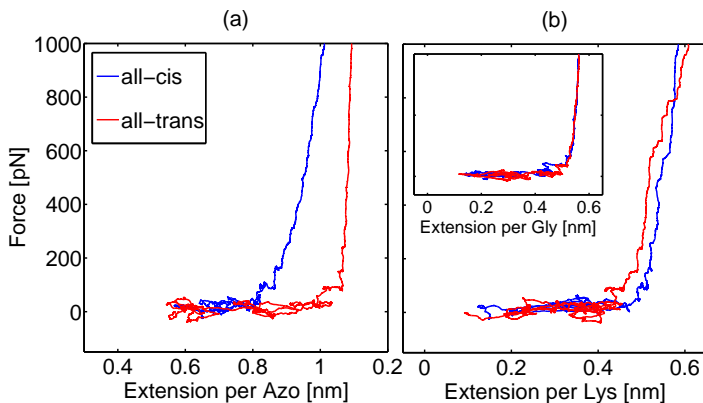 (a)
(b)
1000
800
600
400
200
0
Force [pN]
all-cis
all-trans
0.4
0.6
0.8
1
0.2
Extension per Azo [nm]
0
0.2
0.4
0.6
Extension per Gly [nm]
0
0.2
0.4
0.6
Extension per Lys [nm]